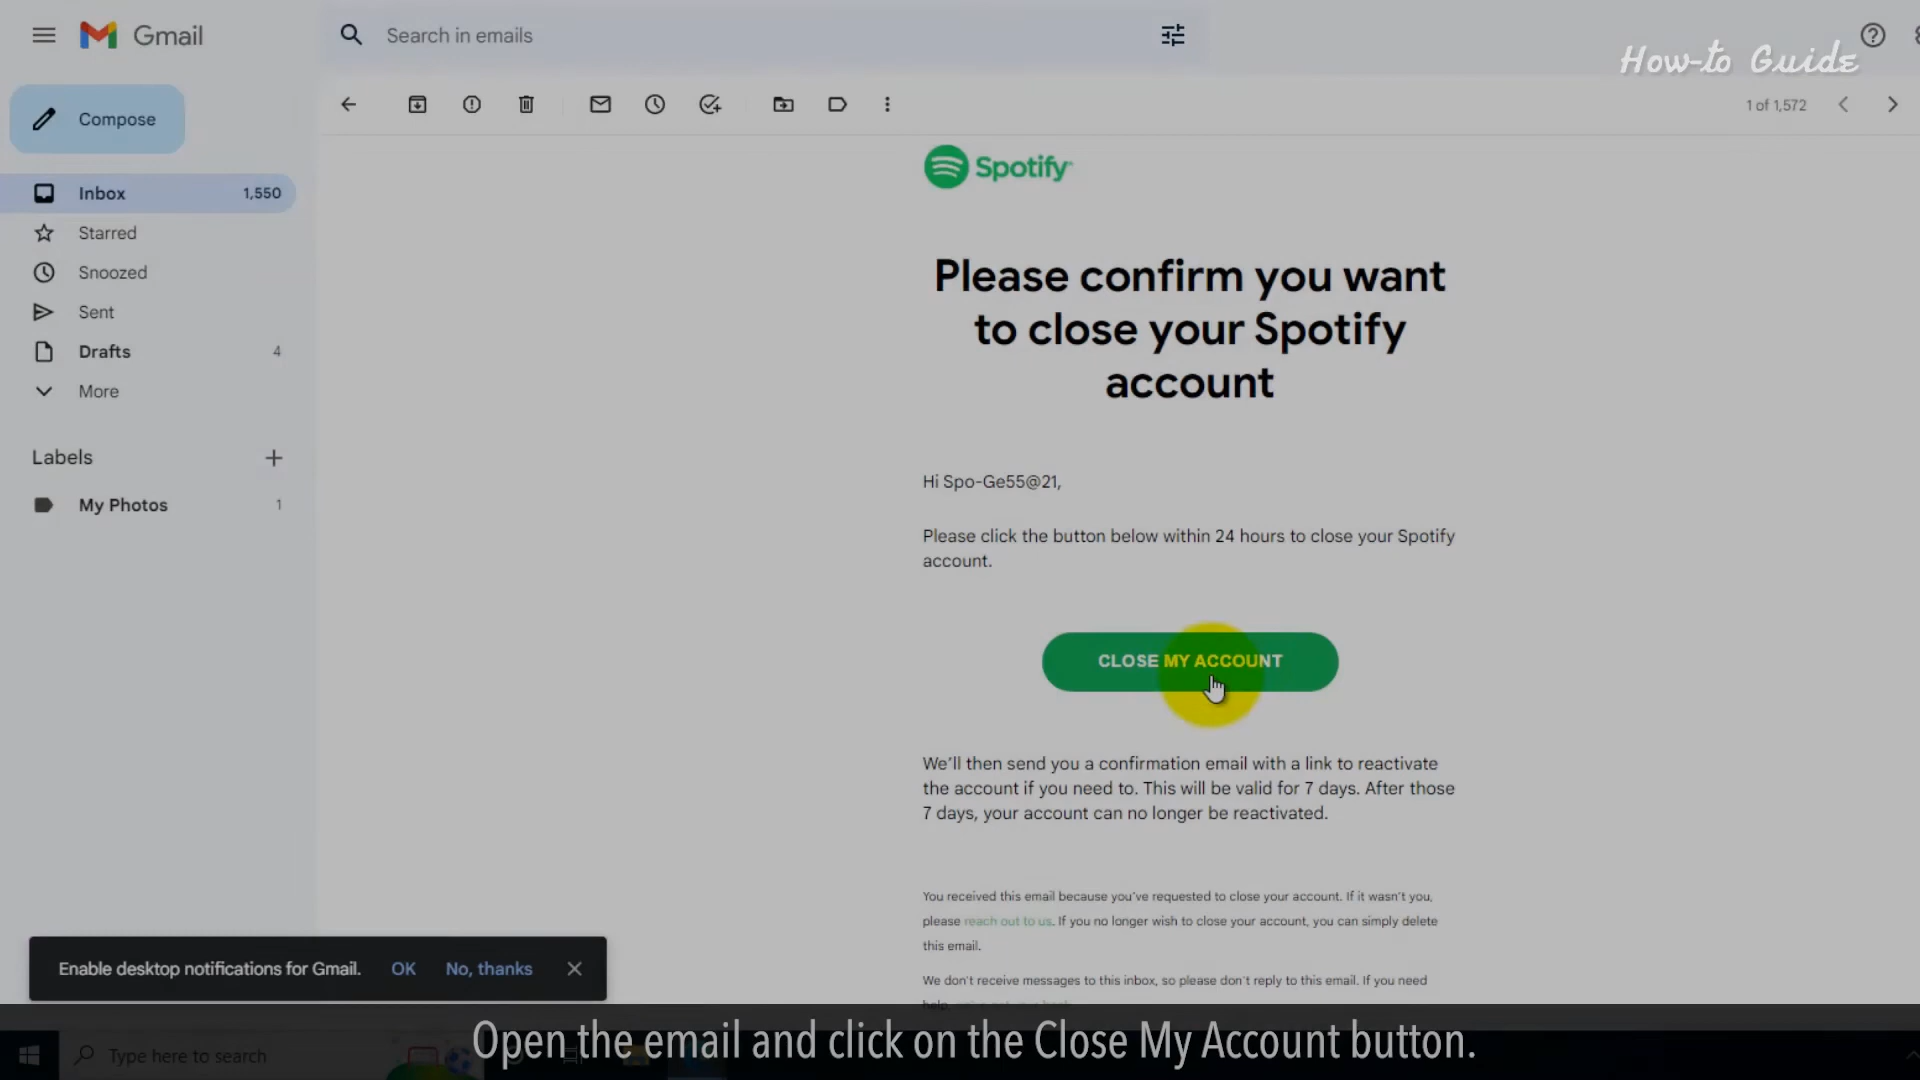 Gmail
Search in emails
How-to Guide
Compose
1 of 1,572
Inbox 1,550
Starred
Snoozed
Sent
Drafts 4
More
Labels
My Photos 1
Spotify
Please confirm you want
to close your Spotify
account
Hi Spo-Ge55@21,
Please click the button below within 24 hours to close your Spotify
account.
CLOSE MY ACCOUNT
We'll then send you a confirmation email with a link to reactivate
the account if you need to. This will be valid for 7 days. After those
7 days, your account can no longer be reactivated.
You received this email because you've requested to close your account. If it wasn't you,
please reach out to us. If you no longer wish to close your account, you can simply delete
this email.
We don't receive messages to this inbox, so please don't reply to this email. If you need
help,
Enable desktop notifications for Gmail. OK No, thanks
Open the email and click on the Close My Account button.
Type here to search